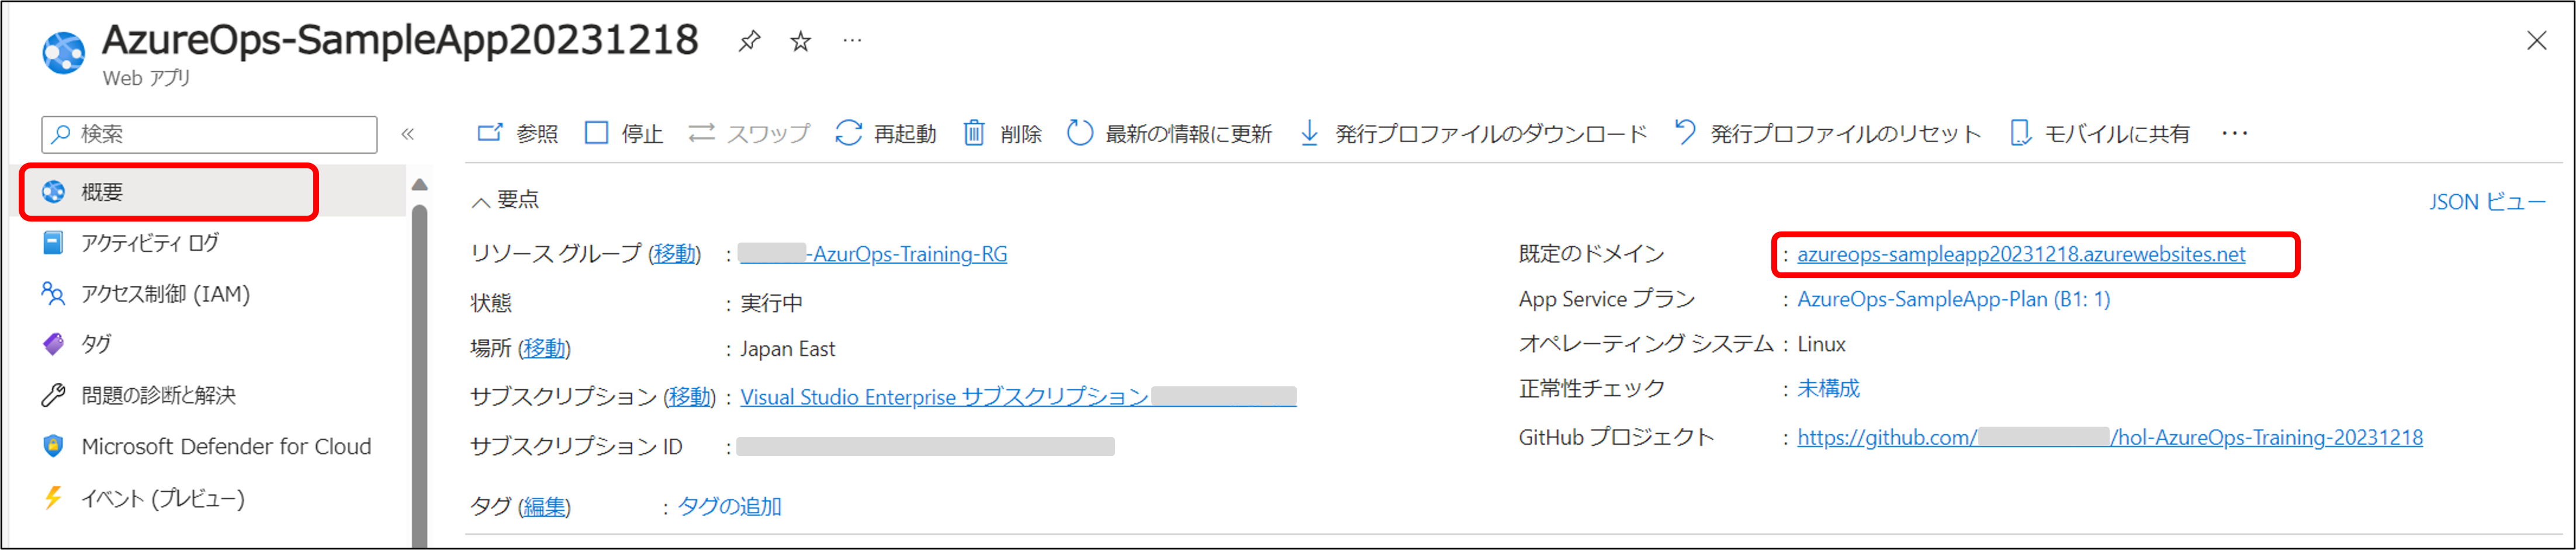 AzureOps-SampleApp20231218
Web アプリ
検索
«
参照 停止 スワップ 再起動 削除 最新の情報に更新 発行プロファイルのダウンロード 発行プロファイルのリセット モバイルに共有 ...
概要
アクティビティ ログ
アクセス制御 (IAM)
タグ
問題の診断と解決
Microsoft Defender for Cloud
イベント (プレビュー)
要点
JSON ビュー
リソース グループ (移動) : -AzurOps-Training-RG
状態 : 実行中
場所 (移動) : Japan East
サブスクリプション (移動) : Visual Studio Enterprise サブスクリプション
サブスクリプション ID :
タグ (編集) : タグの追加
既定のドメイン : azureops-sampleapp20231218.azurewebsites.net
App Service プラン : AzureOps-SampleApp-Plan (B1: 1)
オペレーティング システム : Linux
正常性チェック : 未構成
GitHub プロジェクト : https://github.com/ /hol-AzureOps-Training-20231218